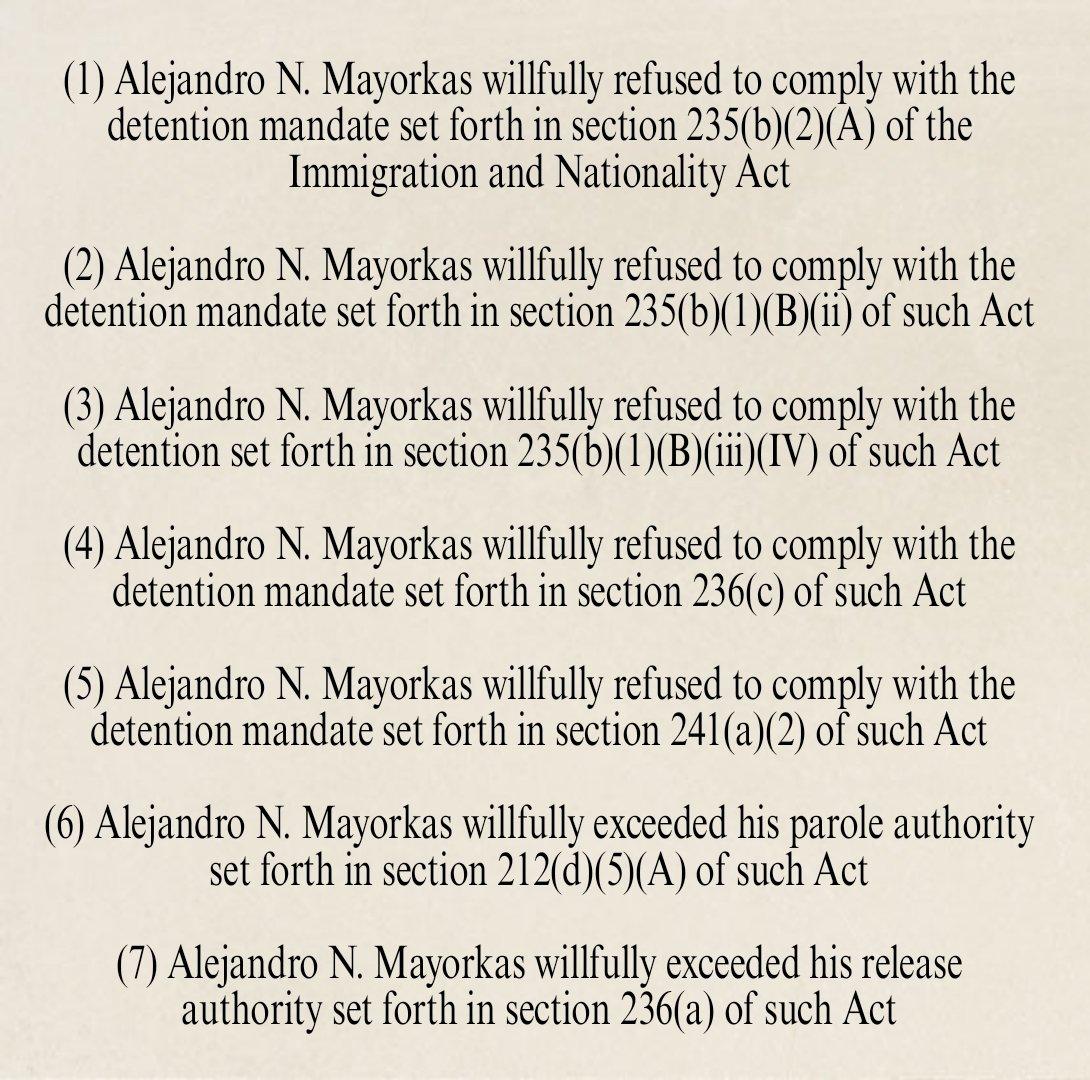 (1) Alejandro N. Mayorkas willfully refused to comply with the
detention mandate set forth in section 235(b)(2)(A) of the
Immigration and Nationality Act
(2) Alejandro N. Mayorkas willfully refused to comply with the
detention mandate set forth in section 235(b)(1)(B)(ii) of such Act
(3) Alejandro N. Mayorkas willfully refused to comply with the
detention set forth in section 235(b)(1)(B)(iii)(IV) of such Act
(4) Alejandro N. Mayorkas willfully refused to comply with the
detention mandate set forth in section 236(c) of such Act
(5) Alejandro N. Mayorkas willfully refused to comply with the
detention mandate set forth in section 241(a)(2) of such Act
(6) Alejandro N. Mayorkas willfully exceeded his parole authority
set forth in section 212(d)(5)(A) of such Act
(7) Alejandro N. Mayorkas willfully exceeded his release
authority set forth in section 236(a) of such Act